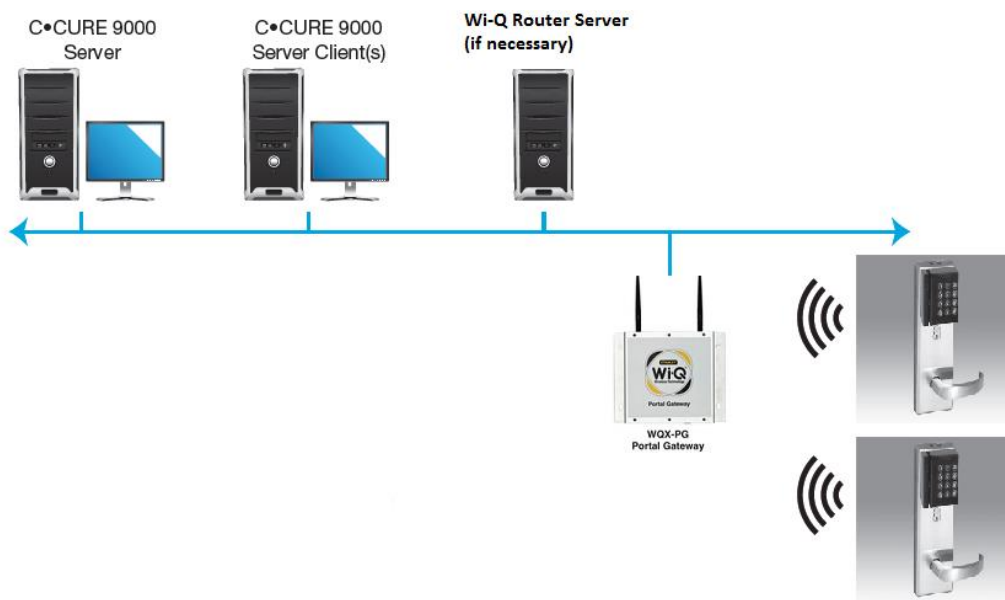 C•CURE 9000
Server
C•CURE 9000
Server Client(s)
Wi-Q Router Server
(if necessary)
Wi-Q
Portal Gateway
WQX-PG
Portal Gateway